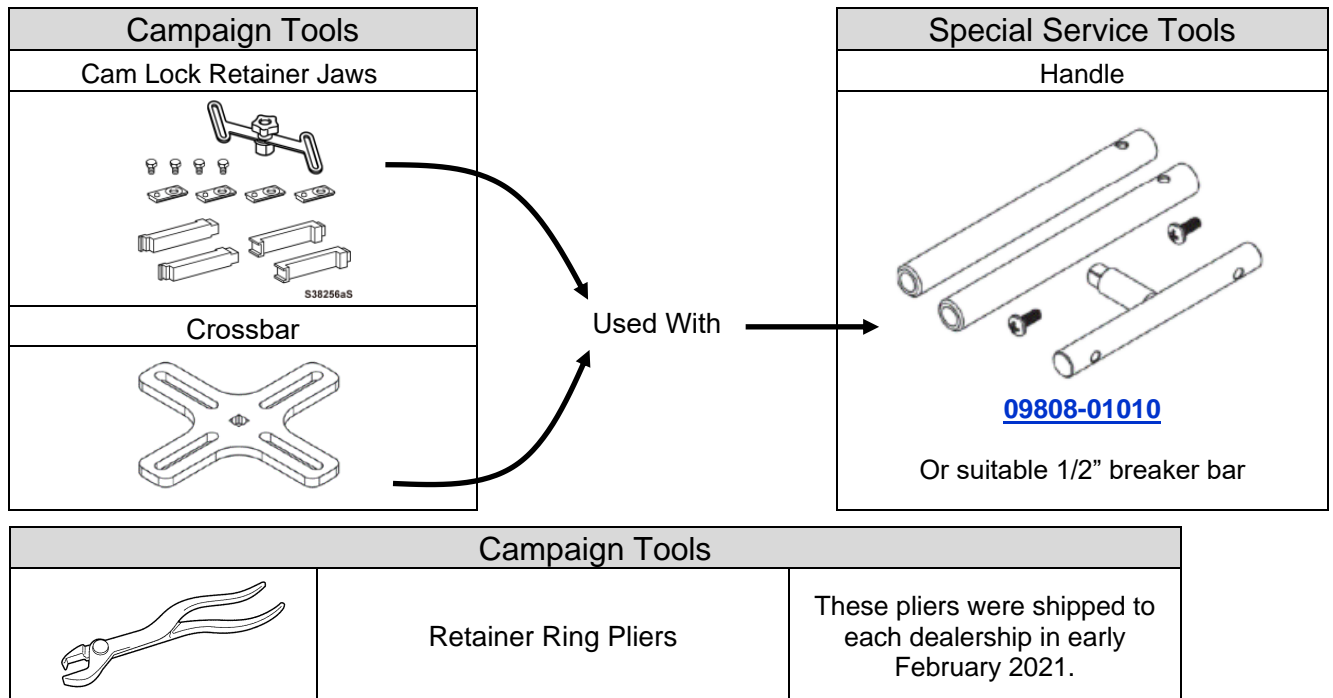 Campaign Tools
Cam Lock Retainer Jaws
S38256aS
Crossbar
Used With
Special Service Tools
Handle
09808-01010
Or suitable 1/2” breaker bar
Campaign Tools
Retainer Ring Pliers
These pliers were shipped to
each dealership in early
February 2021.